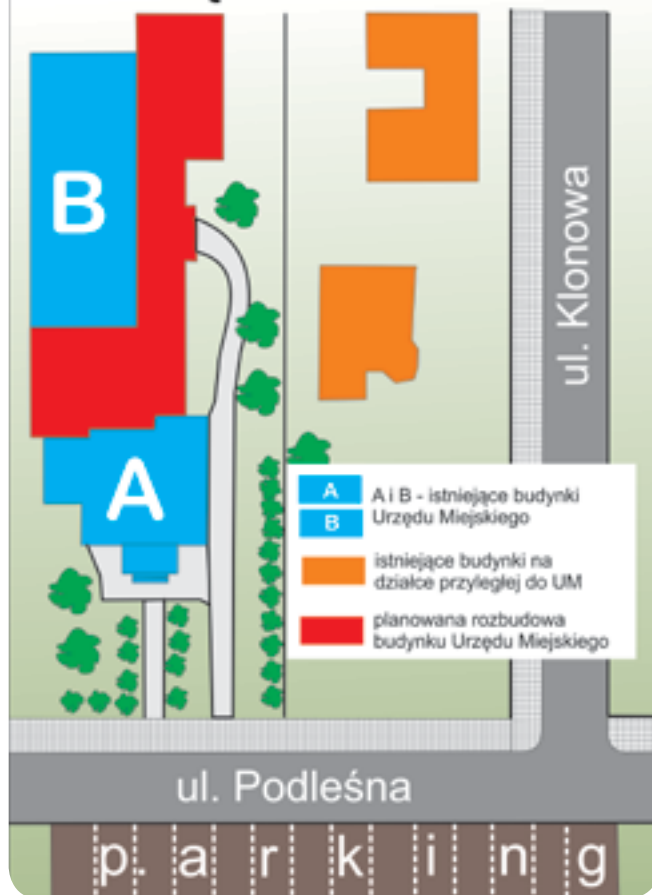 B
ul. Klonowa
A
A
B
A i B - istniejące budynki
Urzędu Miejskiego
istniejące budynki na
działce przyległej do UM
planowana rozbudowa
budynku Urzędu Miejskiego
ul. Podleśna
p. a r k i n g